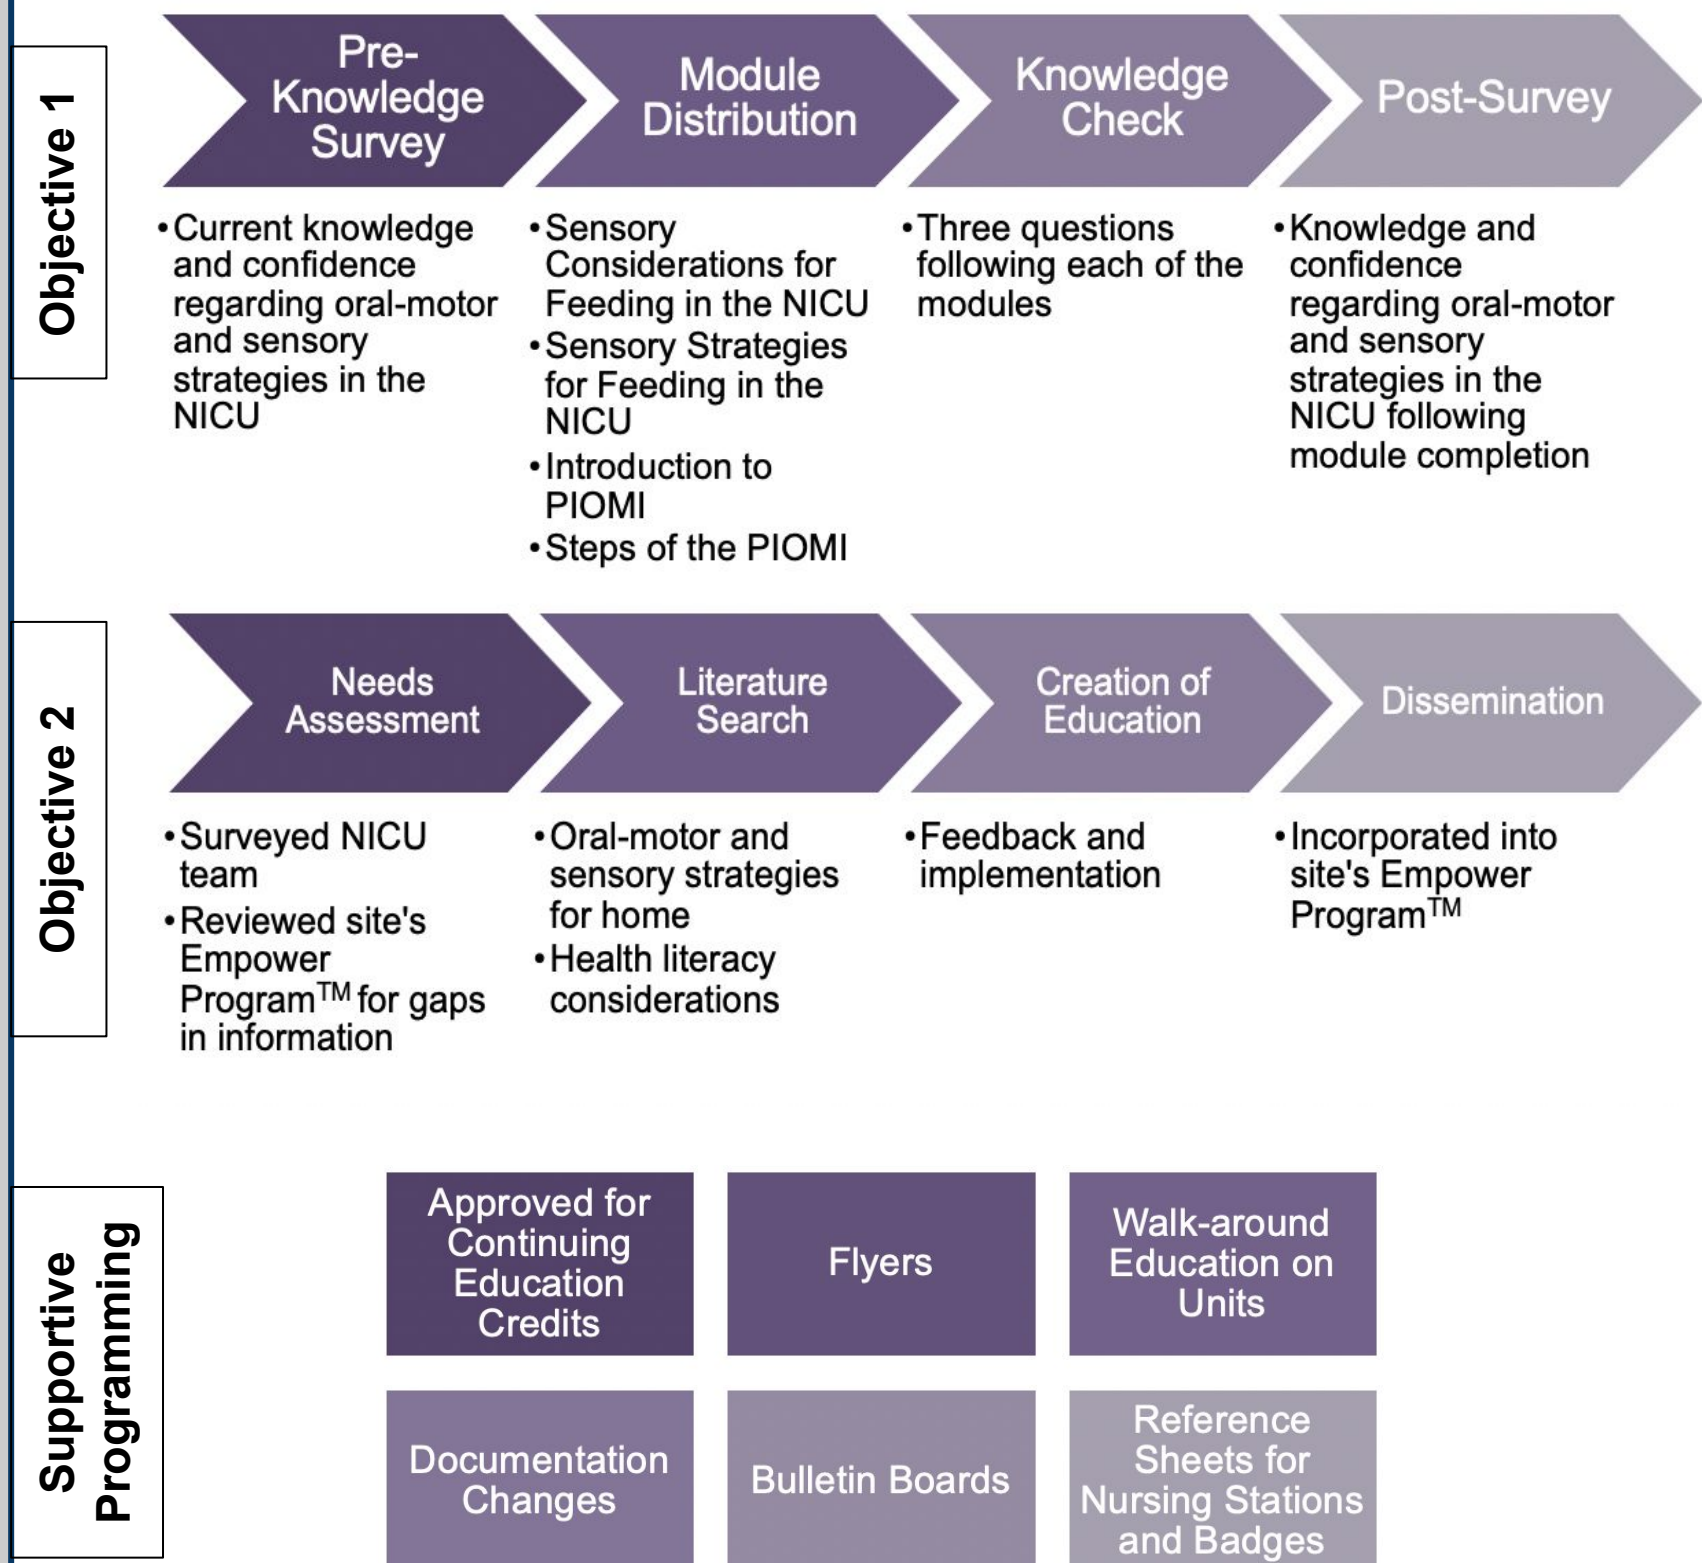 Objective 1
Pre-
Knowledge
Survey
Module
Distribution
Knowledge
Check
Post-Survey
•Current knowledge
and confidence
regarding oral-motor
and sensory
strategies in the
NICU
•Sensory
Considerations for
Feeding in the NICU
•Sensory Strategies
for Feeding in the
NICU
•Introduction to
PIOMI
•Steps of the PIOMI
•Three questions
following each of the
modules
•Knowledge and
confidence
regarding oral-motor
and sensory
strategies in the
NICU following
module completion
Objective 2
Needs
Assessment
Literature
Search
Creation of
Education
Dissemination
•Surveyed NICU
team
•Reviewed site's
Empower
Program™ for gaps
in information
•Oral-motor and
sensory strategies
for home
•Health literacy
considerations
•Feedback and
implementation
•Incorporated into
site's Empower
Program™
Supportive
Programming
Approved for
Continuing
Education
Credits
Flyers
Walk-around
Education on
Units
Documentation
Changes
Bulletin Boards
Reference
Sheets for
Nursing Stations
and Badges